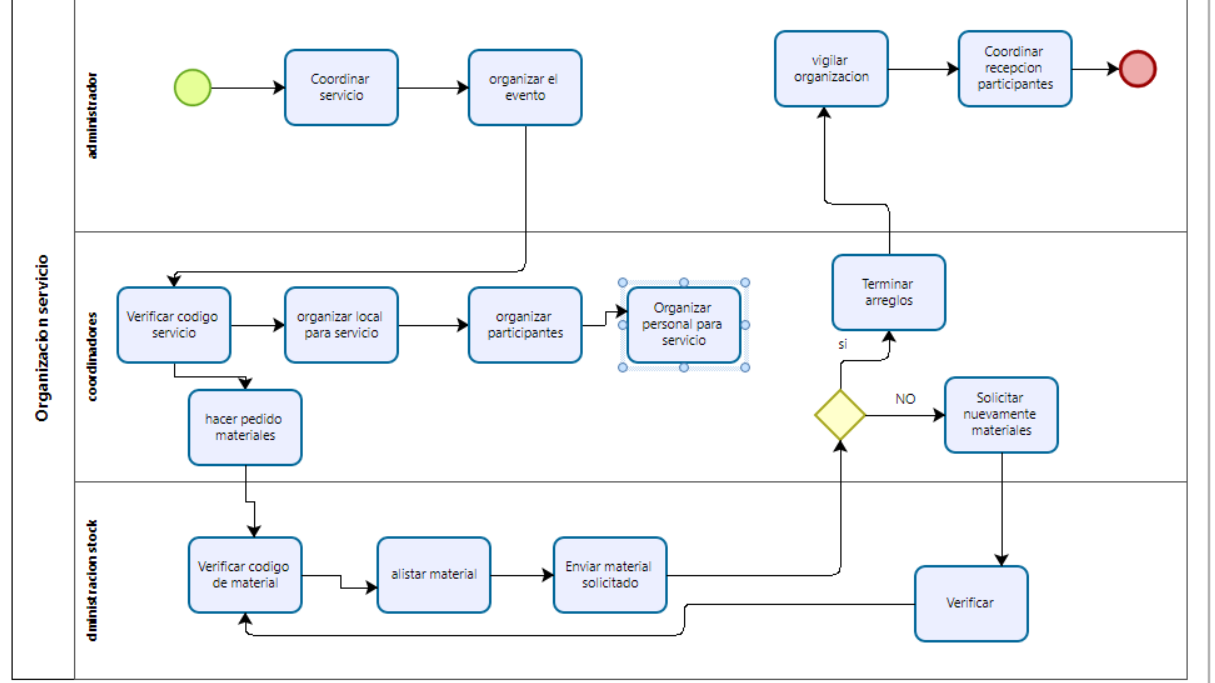 Organizacion servicio
administrador
Coordinar
servicio
organizar el
evento
vigilar
organizacion
Coordinar
recepcion
participantes
coordinadores
Verificar codigo
servicio
organizar local
para servicio
organizar
participantes
Organizar
personal para
servicio
Terminar
arreglos
si
NO
Solicitar
nuevamente
materiales
hacer pedido
materiales
dministracion stock
Verificar codigo
de material
alistar material
Enviar material
solicitado
Verificar